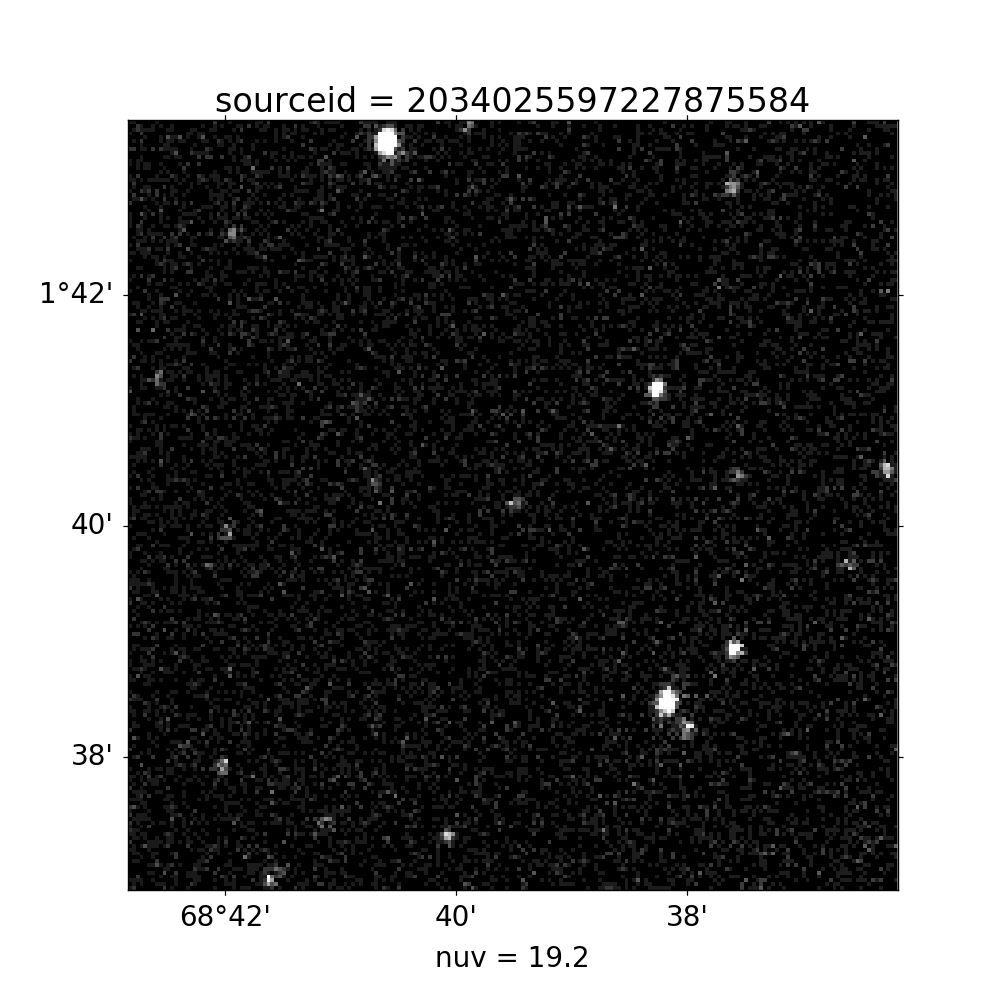 sourceid = 2034025597227875584
1°42'
40'
38'
68°42' 40' 38'
nuv = 19.2